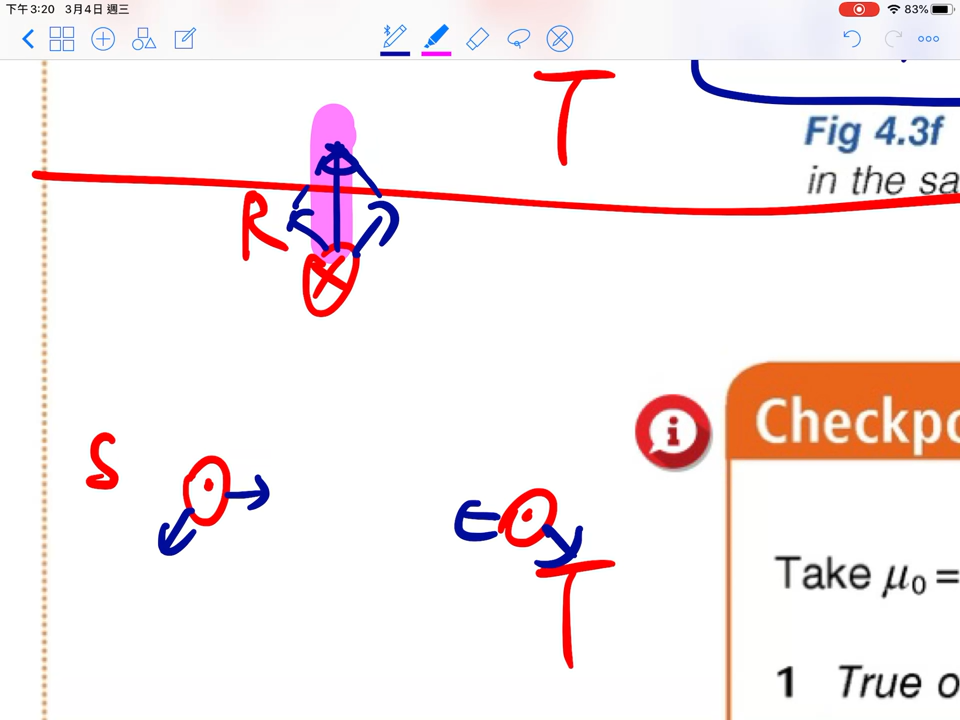 下午3:20 3月4日 週三 83%
T
Fig 4.3f
in the sa
R
S
T
Checkpo
Take μ₀ =
1 True o